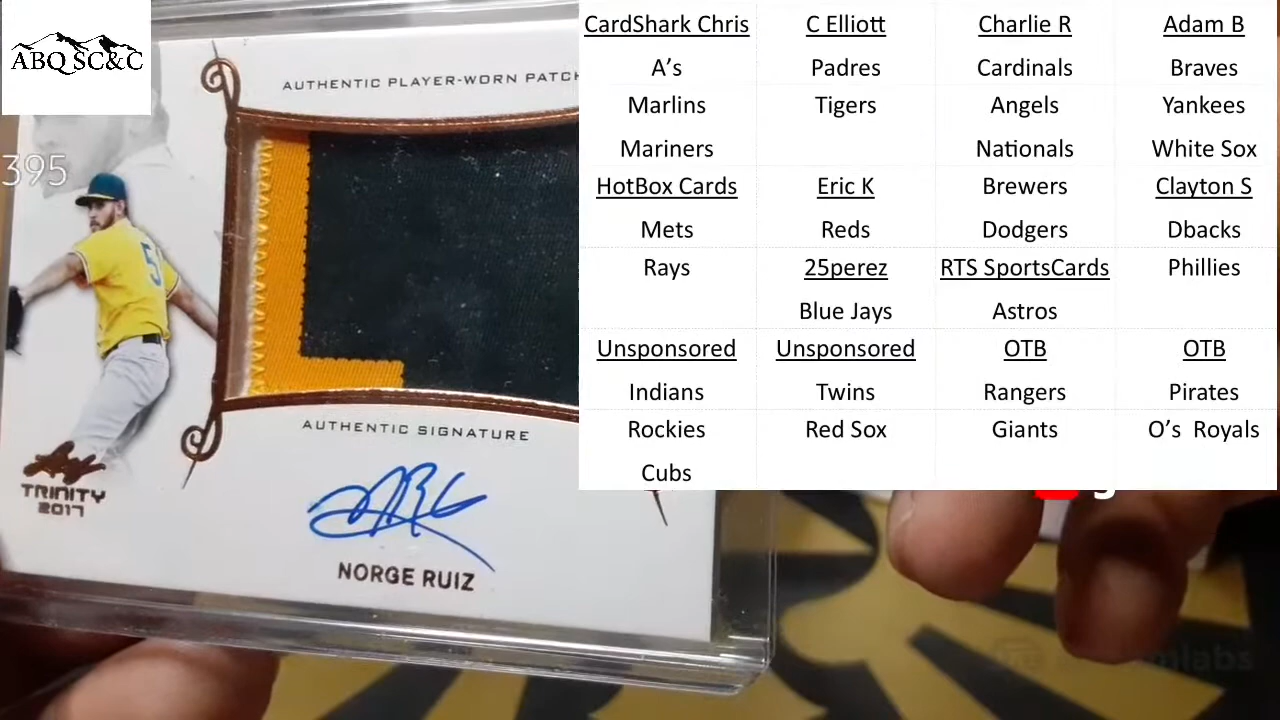 ABQ SC&C
395
AUTHENTIC PLAYER-WORN PATCH
5
TRINITY
2017
AUTHENTIC SIGNATURE
NORGE RUIZ
CardShark Chris
A’s
Marlins
Mariners
HotBox Cards
Mets
Rays
Unsponsored
Indians
Rockies
Cubs
C Elliott
Padres
Tigers
Eric K
Reds
25perez
Blue Jays
Unsponsored
Twins
Red Sox
Charlie R
Cardinals
Angels
Nationals
Brewers
Dodgers
RTS SportsCards
Astros
OTB
Rangers
Giants
Adam B
Braves
Yankees
White Sox
Clayton S
Dbacks
Phillies
OTB
Pirates
O’s Royals